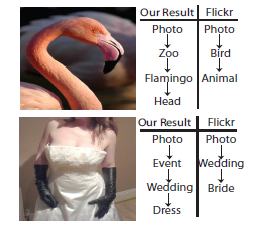 Our Result Flickr
Photo Photo
Zoo Bird
Flamingo Animal
Head
Our Result Flickr
Photo Photo
Event Wedding
Wedding Bride
Dress